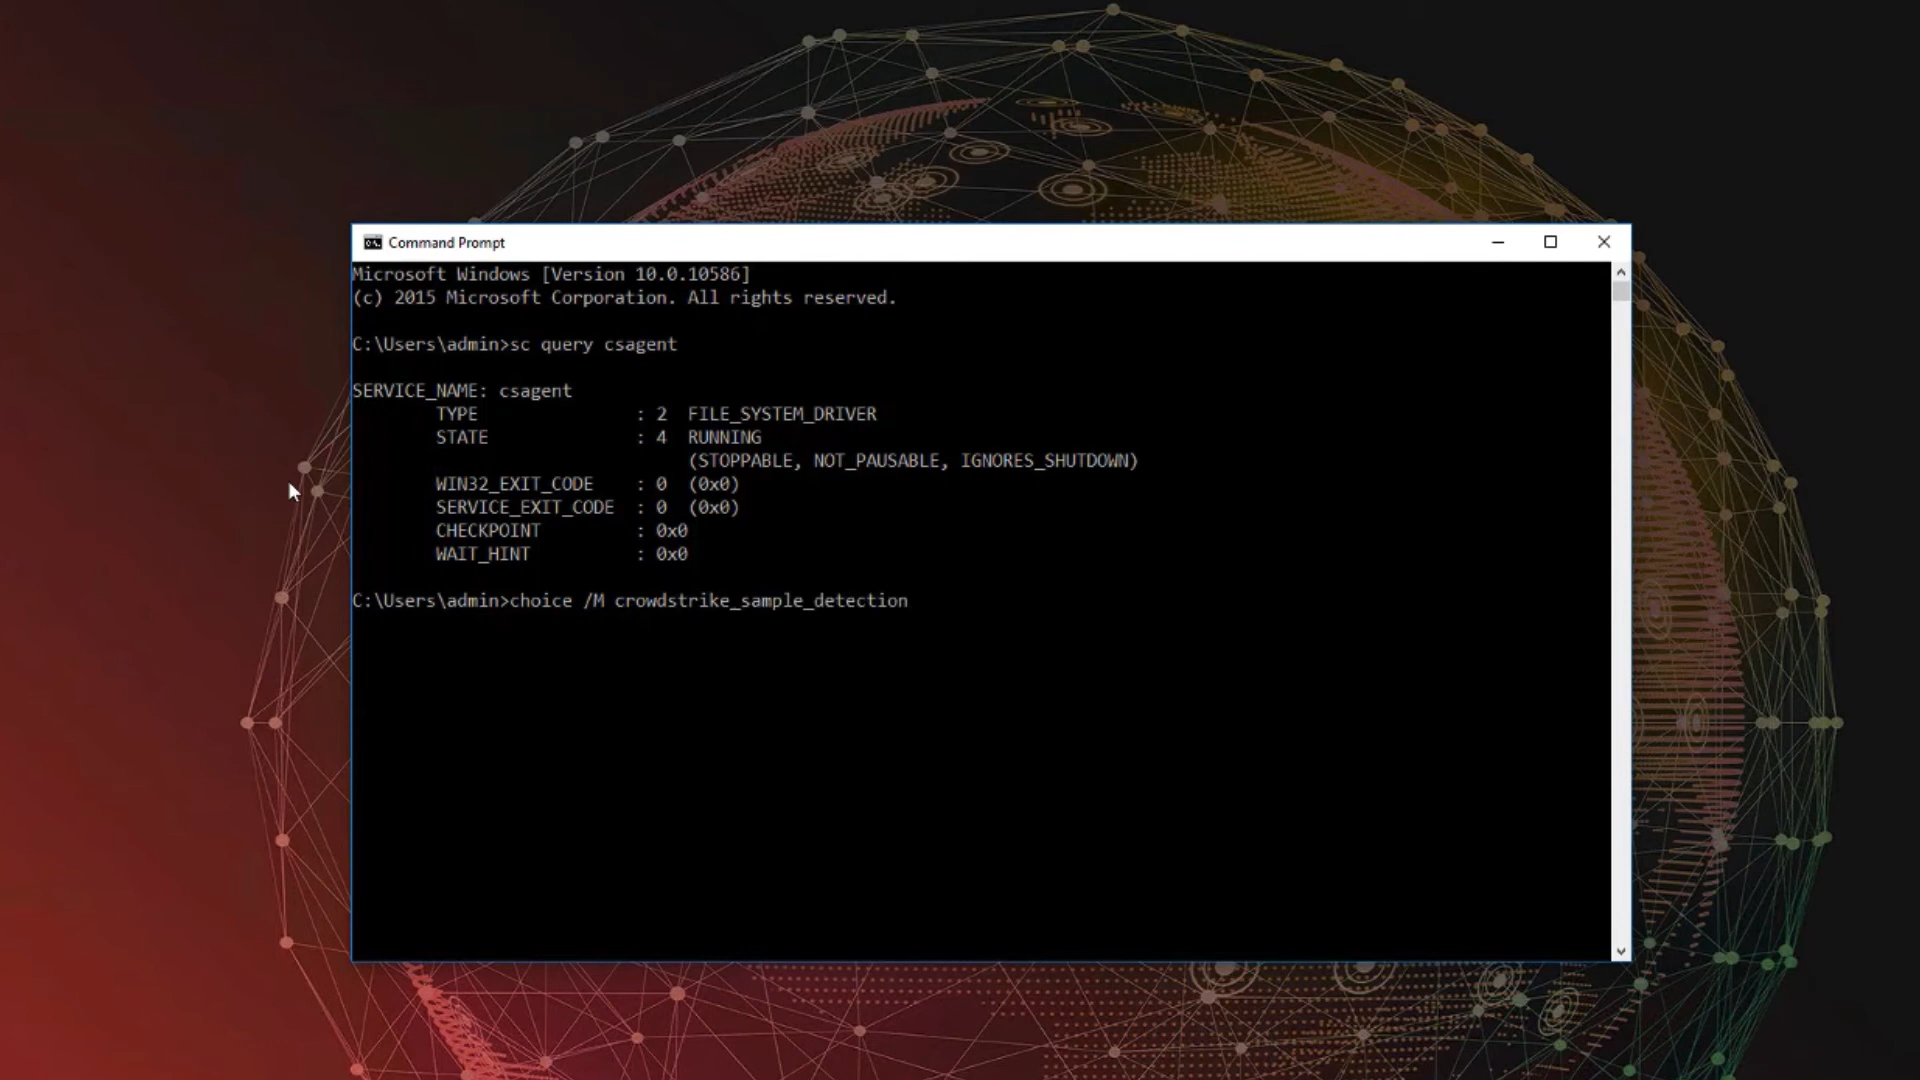 Command Prompt
Microsoft Windows [Version 10.0.10586]
(c) 2015 Microsoft Corporation. All rights reserved.
C:\Users\admin>sc query csagent
SERVICE_NAME: csagent
TYPE : 2 FILE_SYSTEM_DRIVER
STATE : 4 RUNNING
(STOPPABLE, NOT_PAUSABLE, IGNORES_SHUTDOWN)
WIN32_EXIT_CODE : 0 (0x0)
SERVICE_EXIT_CODE : 0 (0x0)
CHECKPOINT : 0x0
WAIT_HINT : 0x0
C:\Users\admin>choice /M crowdstrike_sample_detection